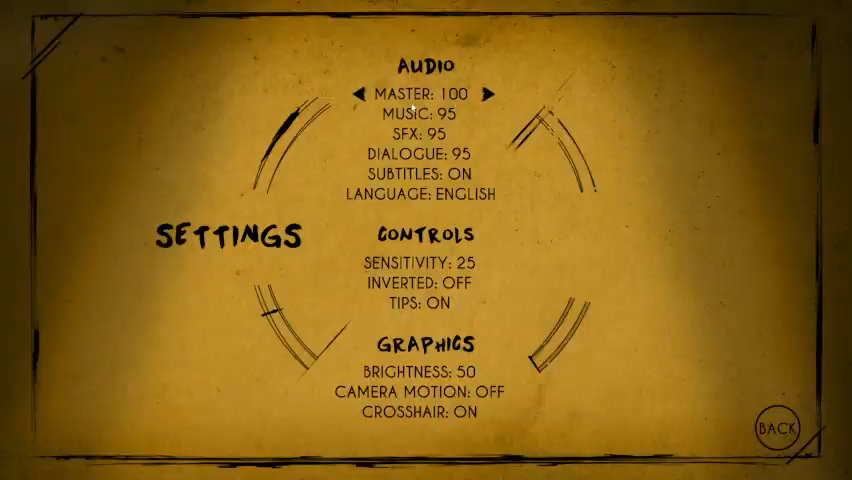 AUDIO
MASTER: 100
MUSIC: 95
SFX: 95
DIALOGUE: 95
SUBTITLES: ON
LANGUAGE: ENGLISH
SETTINGS
CONTROLS
SENSITIVITY: 25
INVERTED: OFF
TIPS: ON
GRAPHICS
BRIGHTNESS: 50
CAMERA MOTION: OFF
CROSSHAIR: ON
BACK